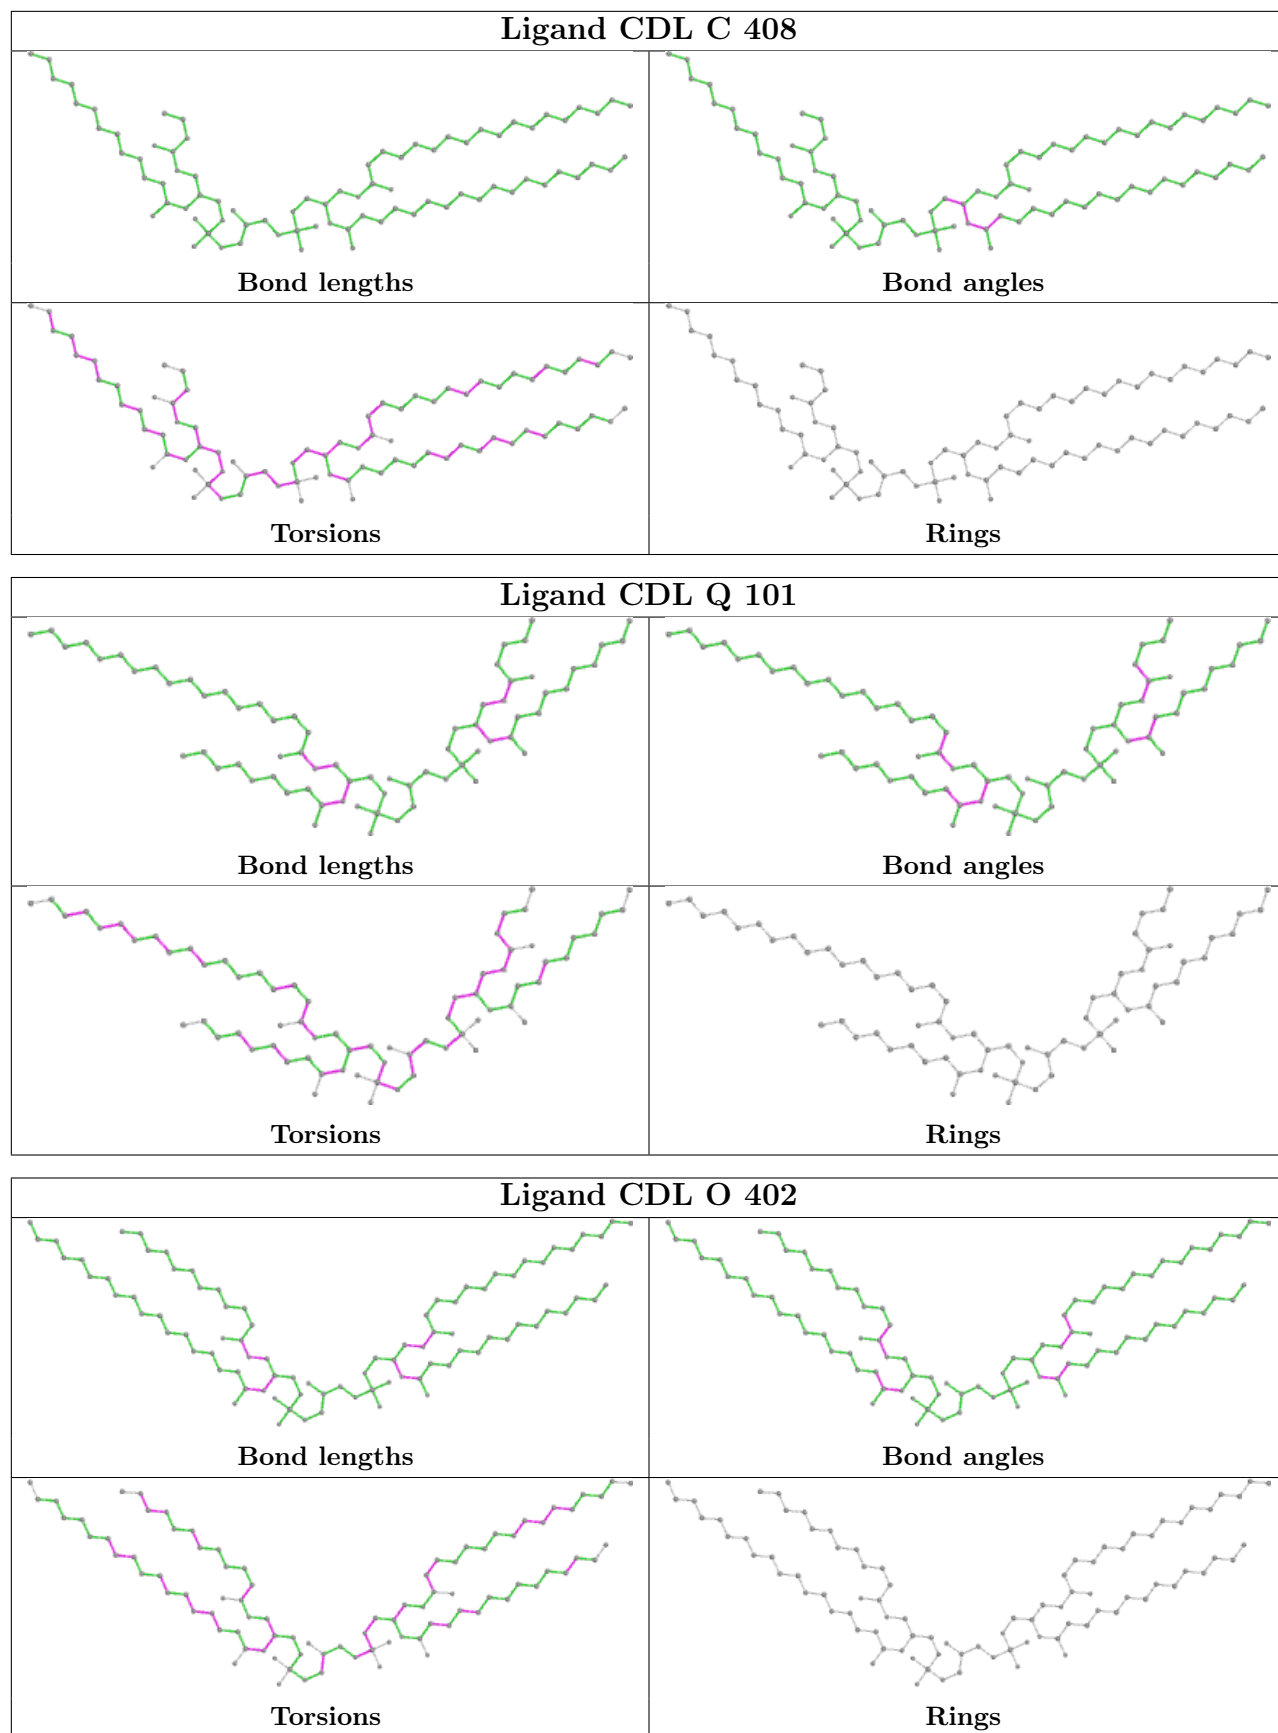 Ligand CDL C 408
Bond lengths
Bond angles
Torsions
Rings
Ligand CDL Q 101
Bond lengths
Bond angles
Torsions
Rings
Ligand CDL O 402
Bond lengths
Bond angles
Torsions
Rings